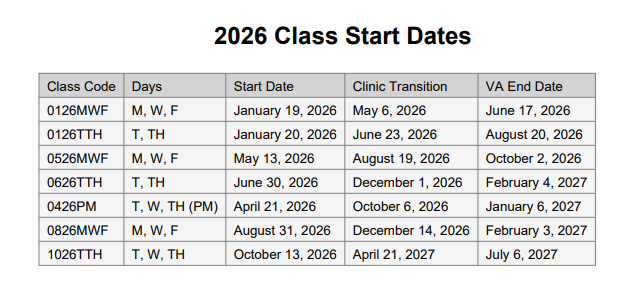 2026 Class Start Dates
Class Code Days Start Date Clinic Transition VA End Date
0126MWF M, W, F January 19, 2026 May 6, 2026 June 17, 2026
0126TTH T, TH January 20, 2026 June 23, 2026 August 20, 2026
0526MWF M, W, F May 13, 2026 August 19, 2026 October 2, 2026
0626TTH T, TH June 30, 2026 December 1, 2026 February 4, 2027
0426PM T, W, TH (PM) April 21, 2026 October 6, 2026 January 6, 2027
0826MWF M, W, F August 31, 2026 December 14, 2026 February 3, 2027
1026TTH T, W, TH October 13, 2026 April 21, 2027 July 6, 2027